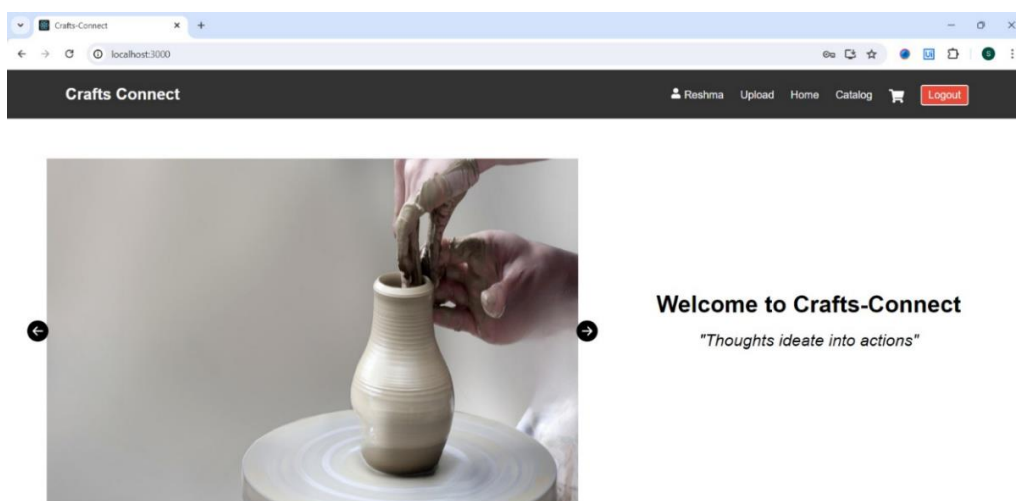 Crafts-Connect
localhost:3000
Crafts Connect
Reshma Upload Home Catalog Logout
Welcome to Crafts-Connect
"Thoughts ideate into actions"